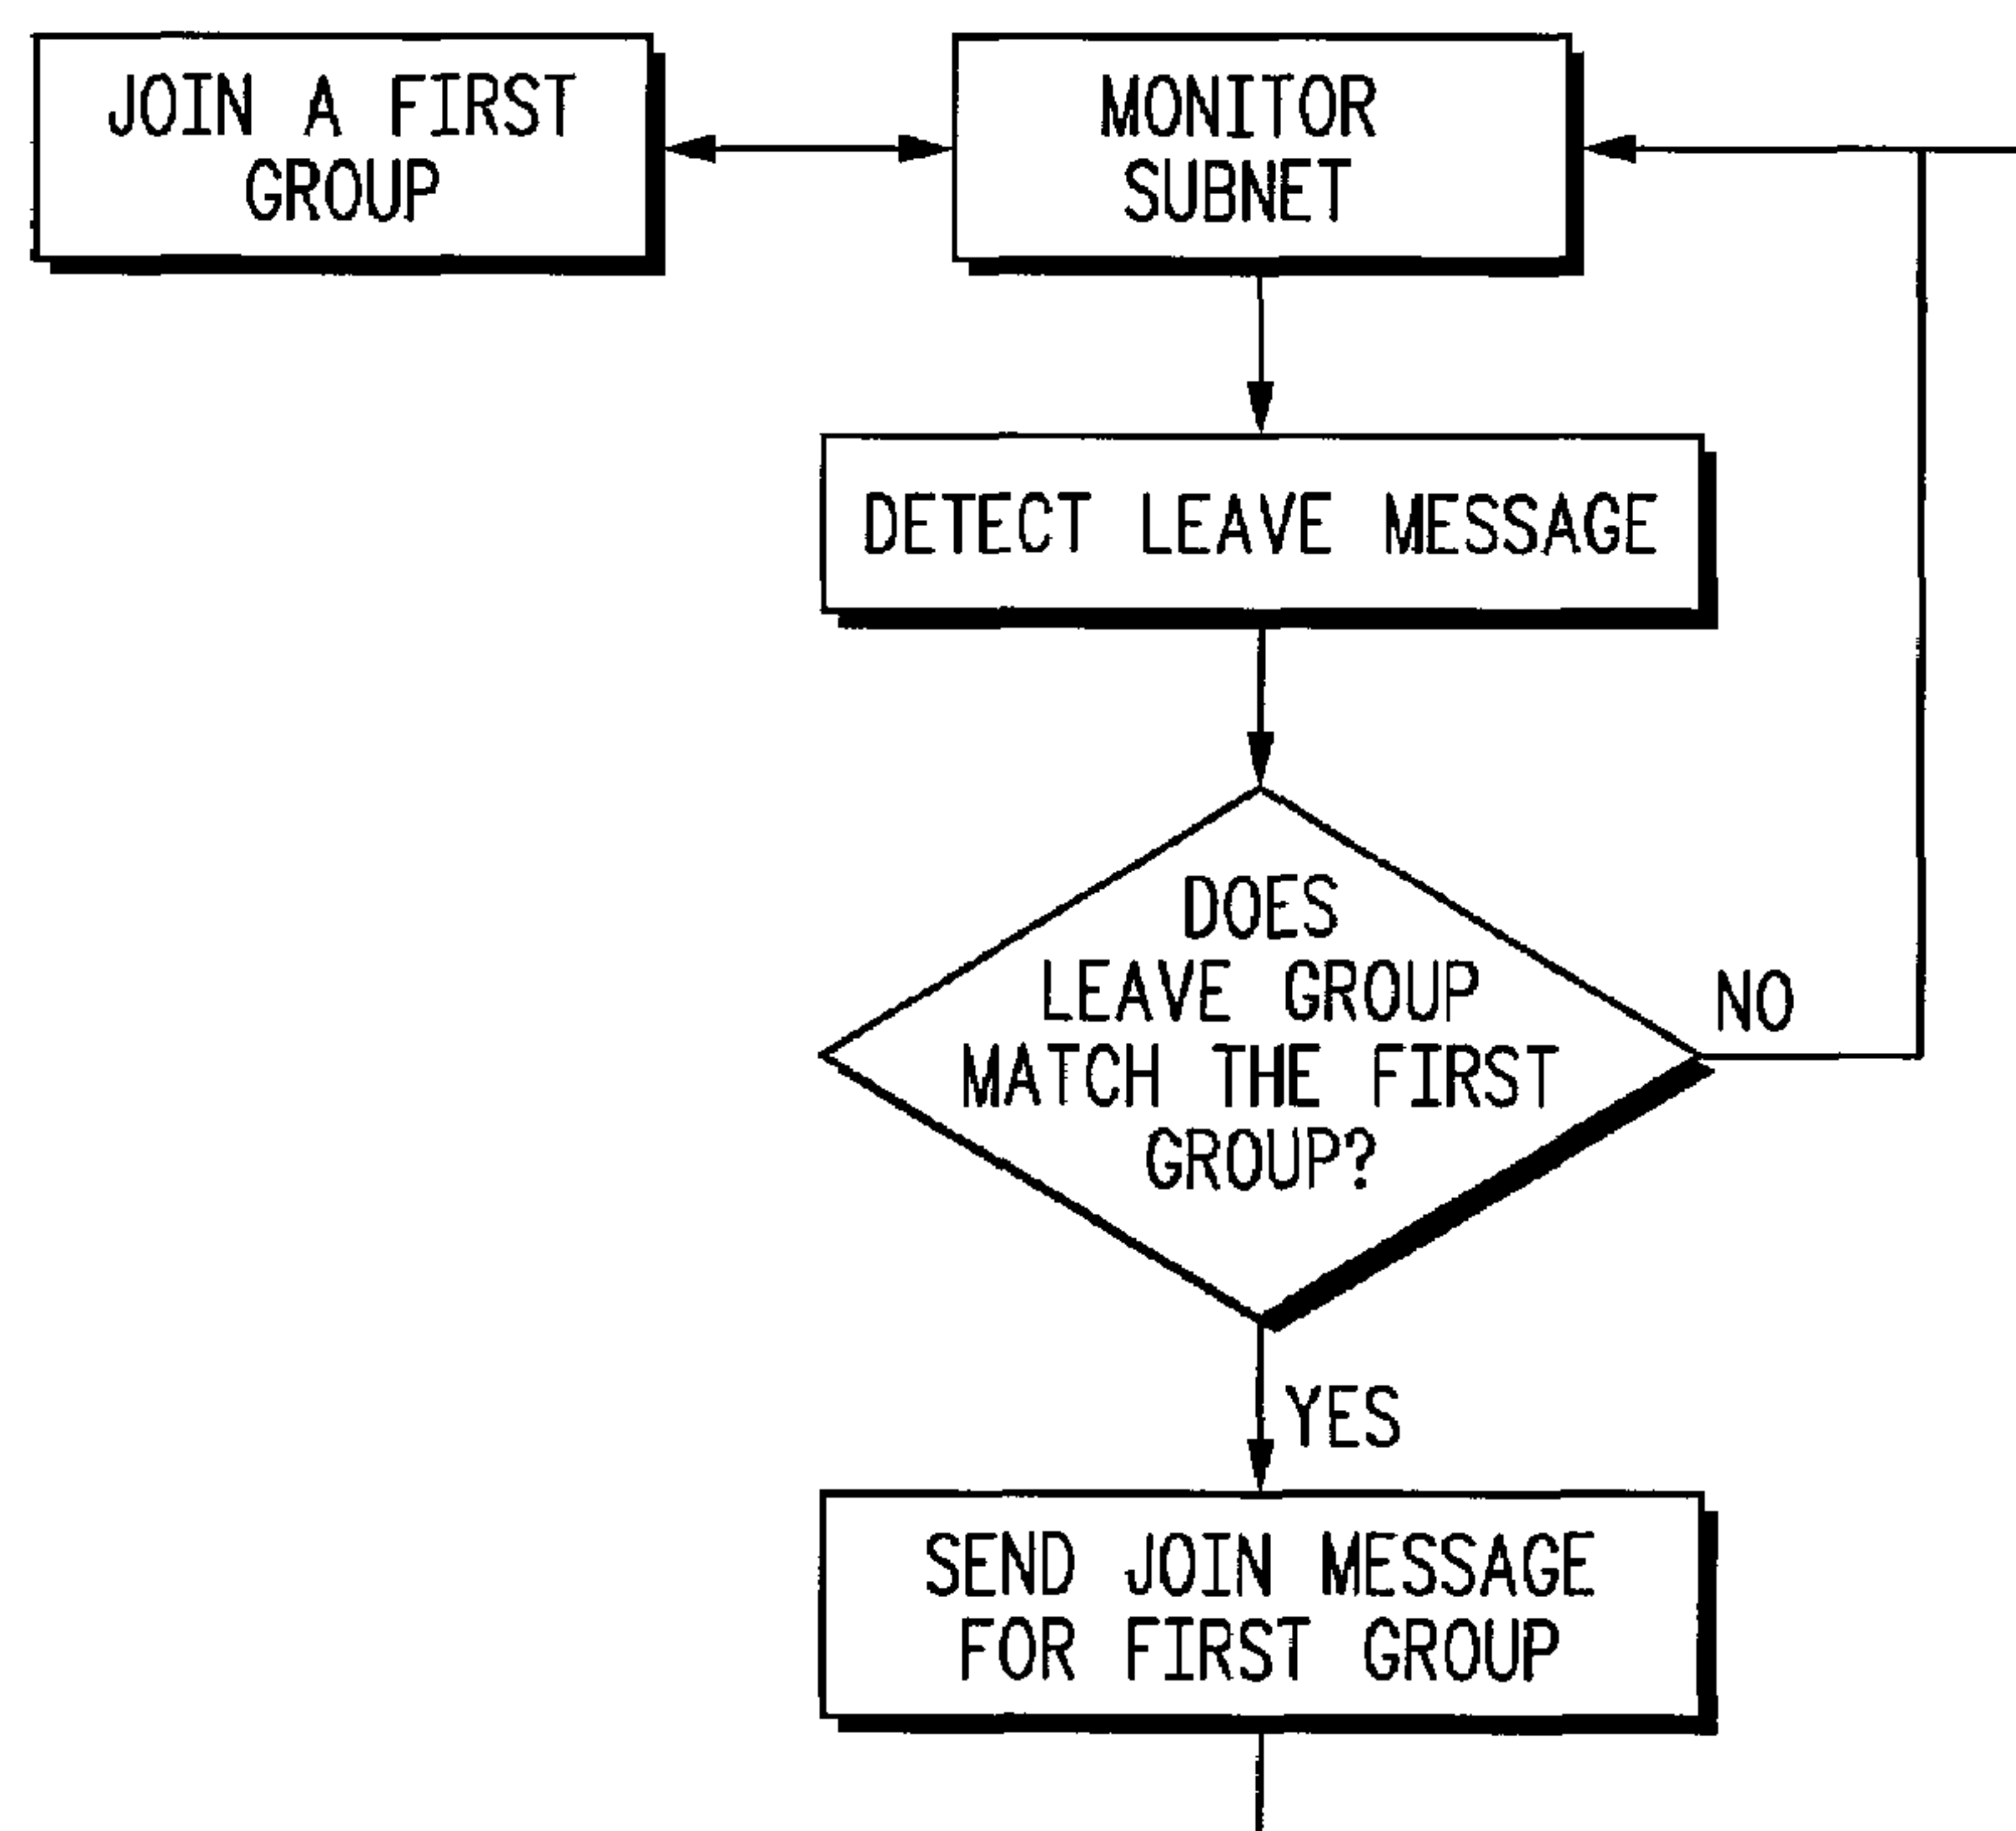 JOIN A FIRST
GROUP
MONITOR
SUBNET
DETECT LEAVE MESSAGE
DOES
LEAVE GROUP
MATCH THE FIRST
GROUP?
NO
YES
SEND JOIN MESSAGE
FOR FIRST GROUP